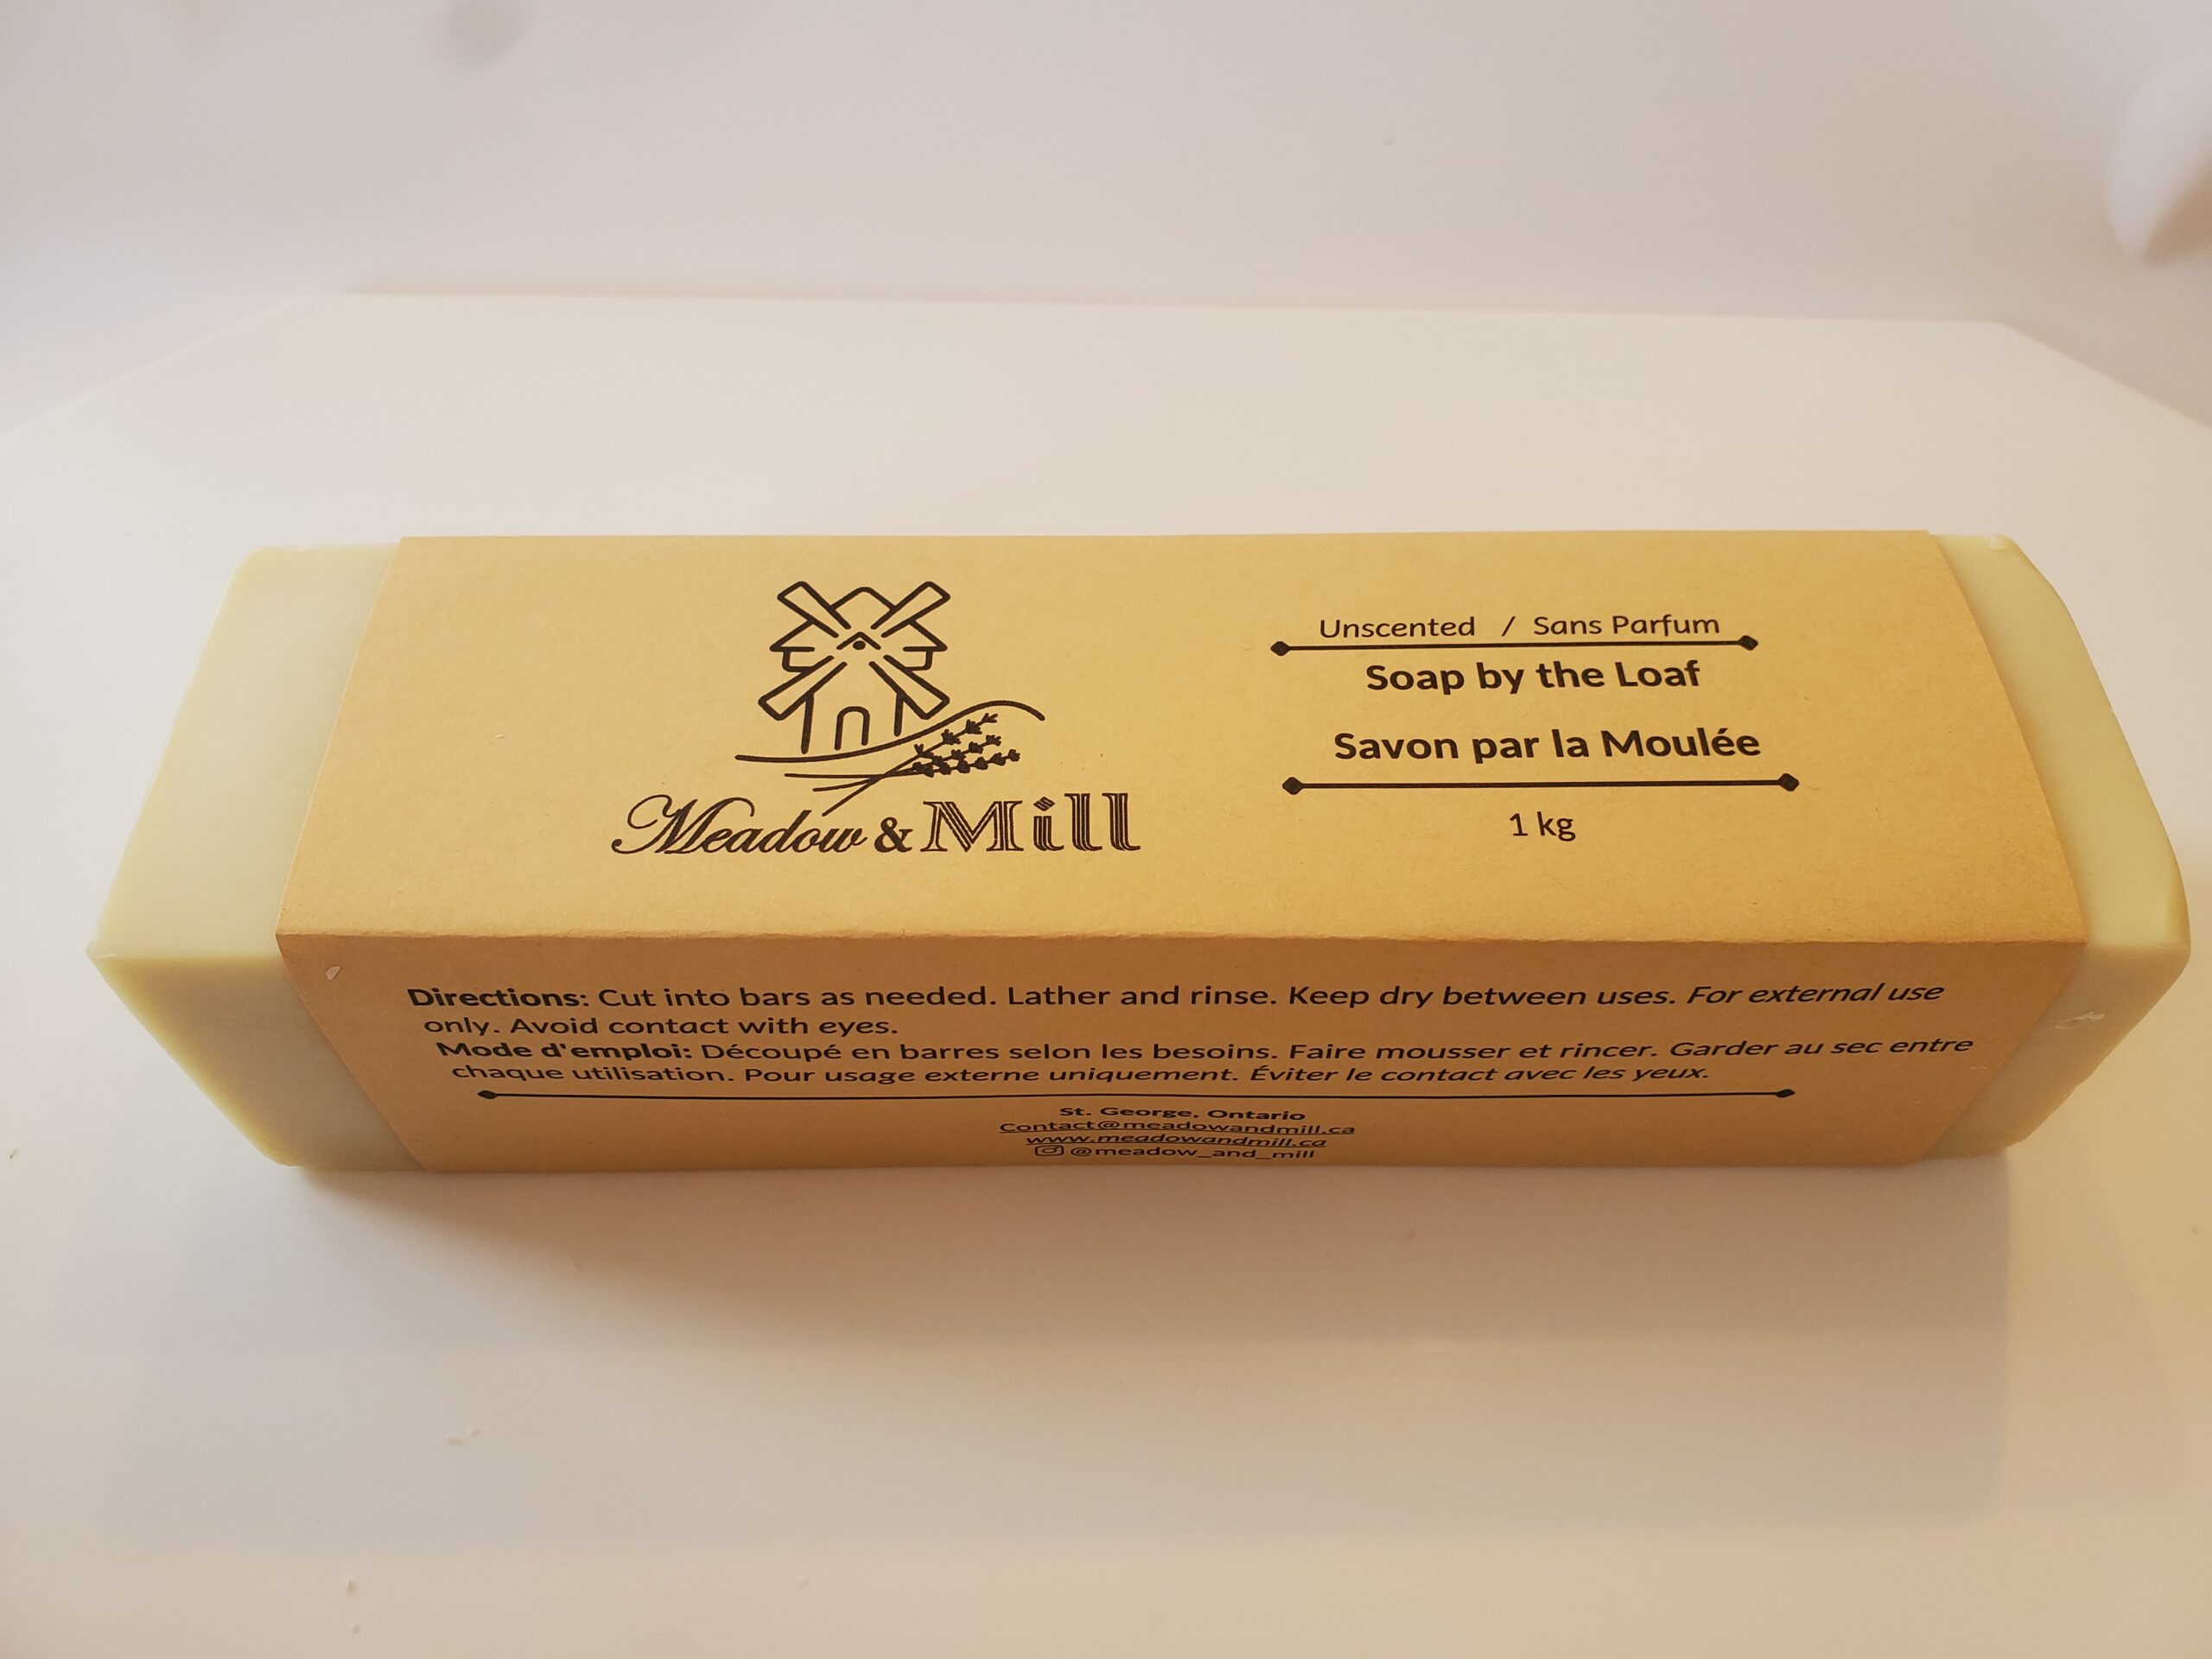 Meadow & Mill
Unscented / Sans Parfum
Soap by the Loaf
Savon par la Moulée
1 kg
Directions: Cut into bars as needed. Lather and rinse. Keep dry between uses. For external use
only. Avoid contact with eyes.
Mode d'emploi: Découpé en barres selon les besoins. Faire mousser et rincer. Garder au sec entre
chaque utilisation. Pour usage externe uniquement. Éviter le contact avec les yeux.
St. George, Ontario
Contact@meadowandmill.ca
www.meadowandmill.ca
@meadow_and_mill